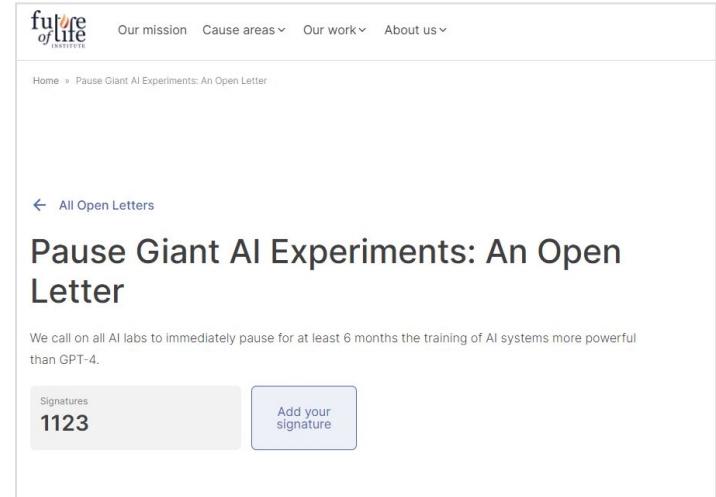 future
of life
INSTITUTE
Our mission Cause areas Our work About us
Home » Pause Giant AI Experiments: An Open Letter
← All Open Letters
Pause Giant AI Experiments: An Open
Letter
We call on all AI labs to immediately pause for at least 6 months the training of AI systems more powerful
than GPT-4.
Signatures
1123
Add your
signature